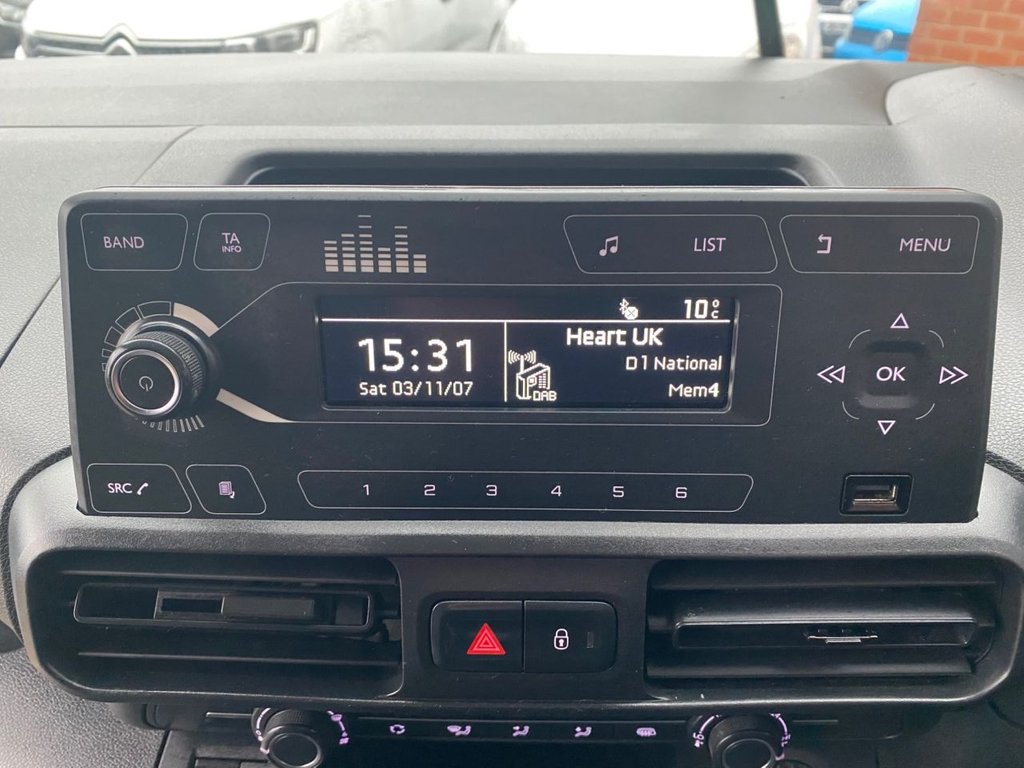 BAND
TA
INFO
LIST
MENU
10°C
15:31
Sat 03/11/07
Heart UK
D1 National
Mem4
DAB
OK
SRC
1 2 3 4 5 6